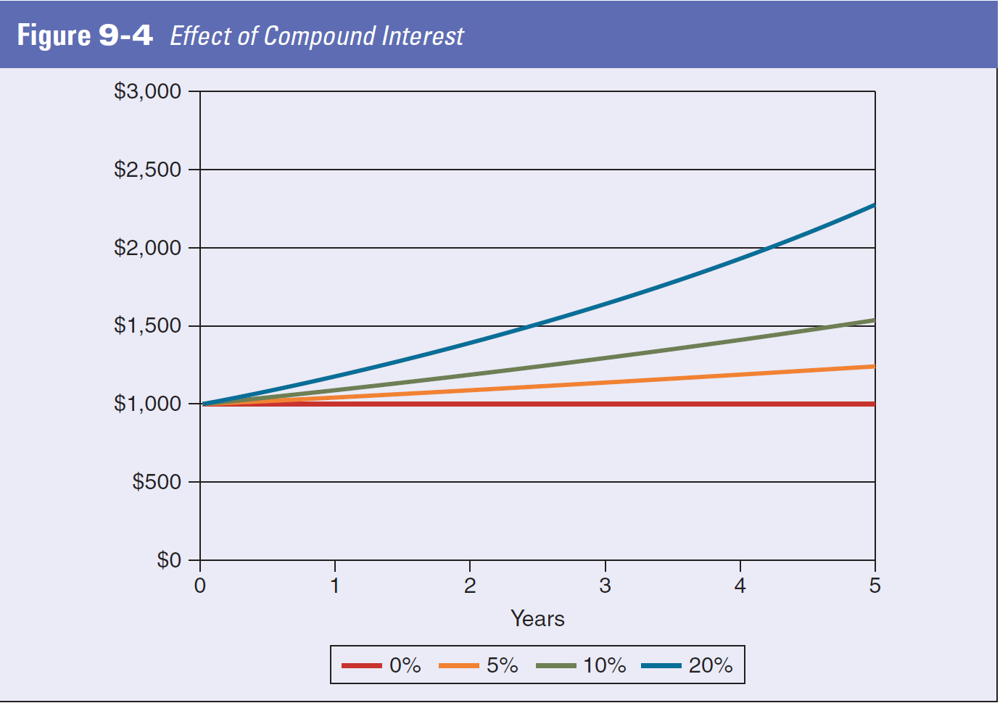 Figure 9-4 Effect of Compound Interest
$3,000
$2,500
$2,000
$1,500
$1,000
$500
$0
0 1 2 3 4 5
Years
0% 5% 10% 20%